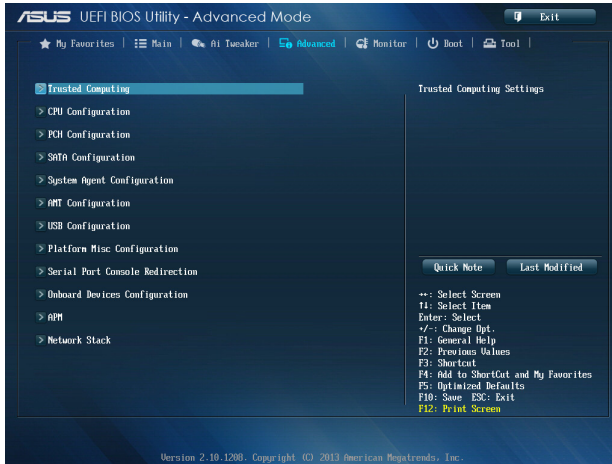 ASUS UEFI BIOS Utility - Advanced Mode
Exit
My Favorites | Main | Ai Tweaker | Advanced | Monitor | Boot | Tool |
> Trusted Computing
> CPU Configuration
> PCH Configuration
> SATA Configuration
> System Agent Configuration
> AMT Configuration
> USB Configuration
> Platform Misc Configuration
> Serial Port Console Redirection
> Onboard Devices Configuration
> APM
> Network Stack
Trusted Computing Settings
Quick Note
Last Modified
→←: Select Screen
↑↓: Select Item
Enter: Select
+/-: Change Opt.
F1: General Help
F2: Previous Values
F3: Shortcut
F4: Add to ShortCut and My Favorites
F5: Optimized Defaults
F10: Save ESC: Exit
F12: Print Screen
Version 2.10.1208. Copyright (C) 2013 American Megatrends, Inc.